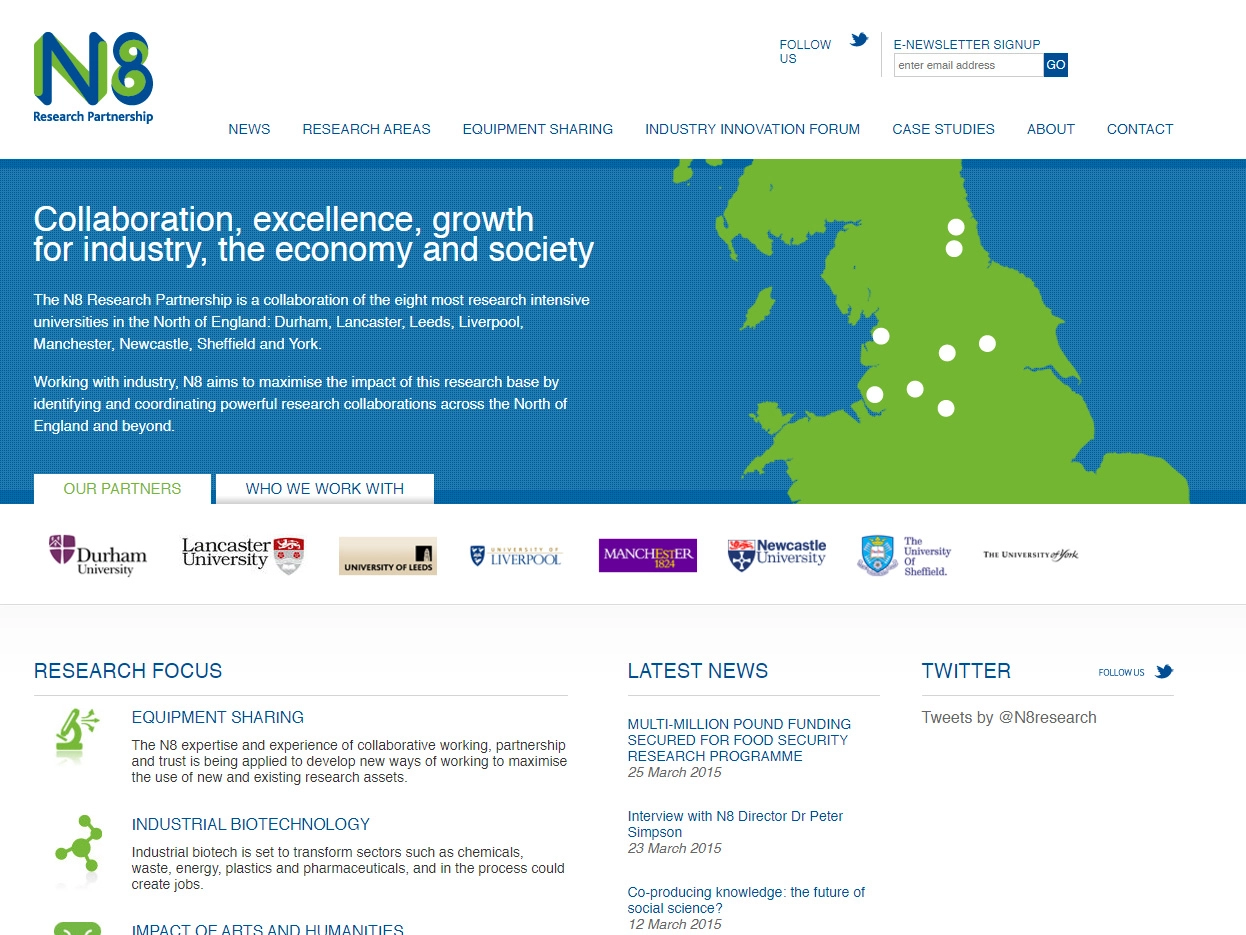 N8
Research Partnership
FOLLOW
US
E-NEWSLETTER SIGNUP
enter email address
GO
NEWS
RESEARCH AREAS
EQUIPMENT SHARING
INDUSTRY INNOVATION FORUM
CASE STUDIES
ABOUT
CONTACT
Collaboration, excellence, growth
for industry, the economy and society
The N8 Research Partnership is a collaboration of the eight most research intensive
universities in the North of England: Durham, Lancaster, Leeds, Liverpool,
Manchester, Newcastle, Sheffield and York.
Working with industry, N8 aims to maximise the impact of this research base by
identifying and coordinating powerful research collaborations across the North of
England and beyond.
OUR PARTNERS
WHO WE WORK WITH
Durham
University
Lancaster
University
UNIVERSITY OF LEEDS
UNIVERSITY OF
LIVERPOOL
MANCHESTER
1824
Newcastle
University
The
University
Of
Sheffield.
THE UNIVERSITY of York
RESEARCH FOCUS
EQUIPMENT SHARING
The N8 expertise and experience of collaborative working, partnership
and trust is being applied to develop new ways of working to maximise
the use of new and existing research assets.
INDUSTRIAL BIOTECHNOLOGY
Industrial biotech is set to transform sectors such as chemicals,
waste, energy, plastics and pharmaceuticals, and in the process could
create jobs.
IMPACT OF ARTS AND HUMANITIES
LATEST NEWS
MULTI-MILLION POUND FUNDING
SECURED FOR FOOD SECURITY
RESEARCH PROGRAMME
25 March 2015
Interview with N8 Director Dr Peter
Simpson
23 March 2015
Co-producing knowledge: the future of
social science?
12 March 2015
TWITTER
FOLLOW US
Tweets by @N8research